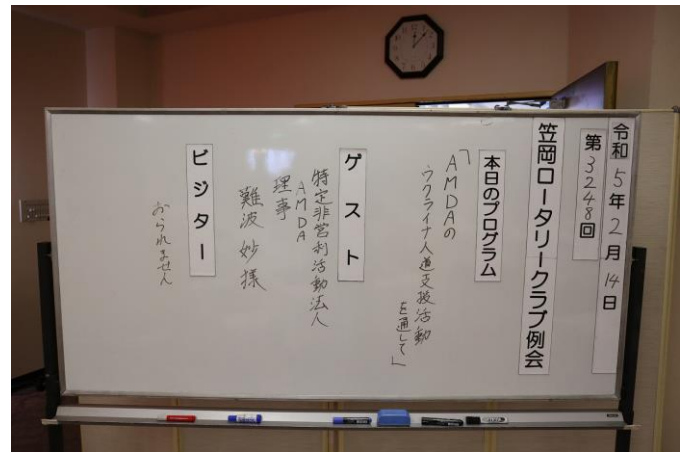 令和5年2月14日
第3248回
笠岡ロータリークラブ例会
本日のプログラム
「AMDAの
ウクライナ人道支援活動
を通して」
ゲスト
特定非営利活動法人
AMDA
理事
難波妙様
ビジター
おられません